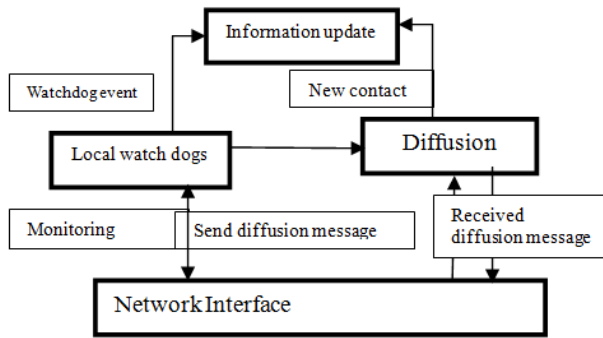 Information update
Watchdog event
New contact
Local watch dogs
Diffusion
Monitoring
Send diffusion message
Received
diffusion message
Network Interface